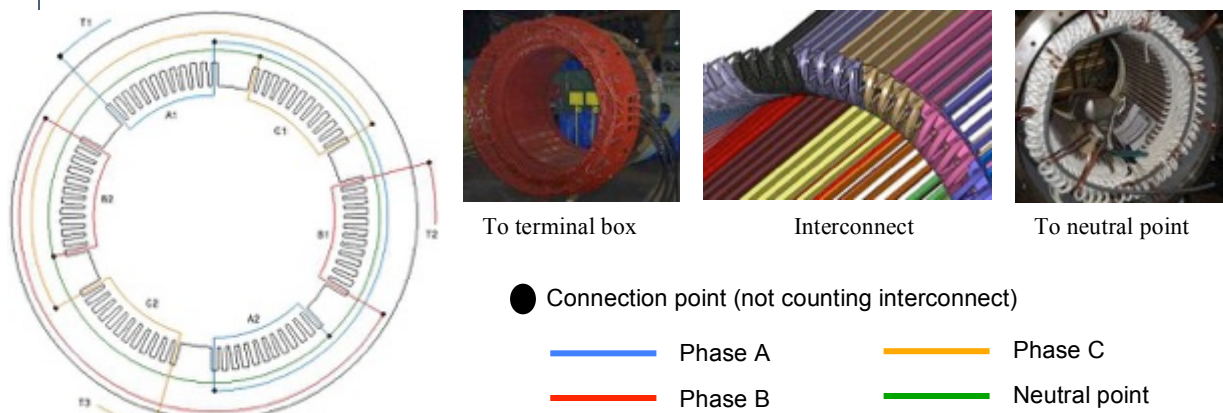 T1
A1
C1
B2
B1
T2
C2
A2
T3
To terminal box
Interconnect
To neutral point
Connection point (not counting interconnect)
Phase A
Phase C
Phase B
Neutral point